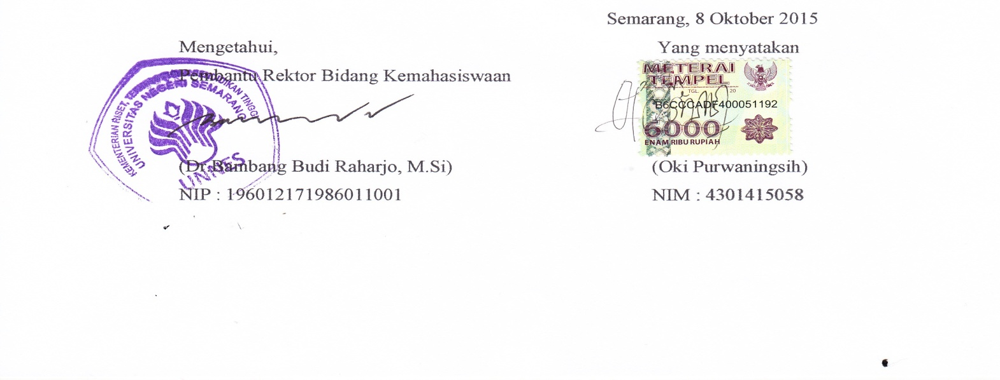 Semarang, 8 Oktober 2015
Mengetahui,
Yang menyatakan
Pembantu Rektor Bidang Kemahasiswaan
KEMENTERIAN RISET, PENDIDIKAN TINGGI
UNIVERSITAS NEGERI SEMARANG
UNNES
METERAI
TEMPEL
TGL. 20
B6CCCADF400051192
6000
ENAM RIBU RUPIAH
(Dr Bambang Budi Raharjo, M.Si)
(Oki Purwaningsih)
NIP : 196012171986011001
NIM : 4301415058